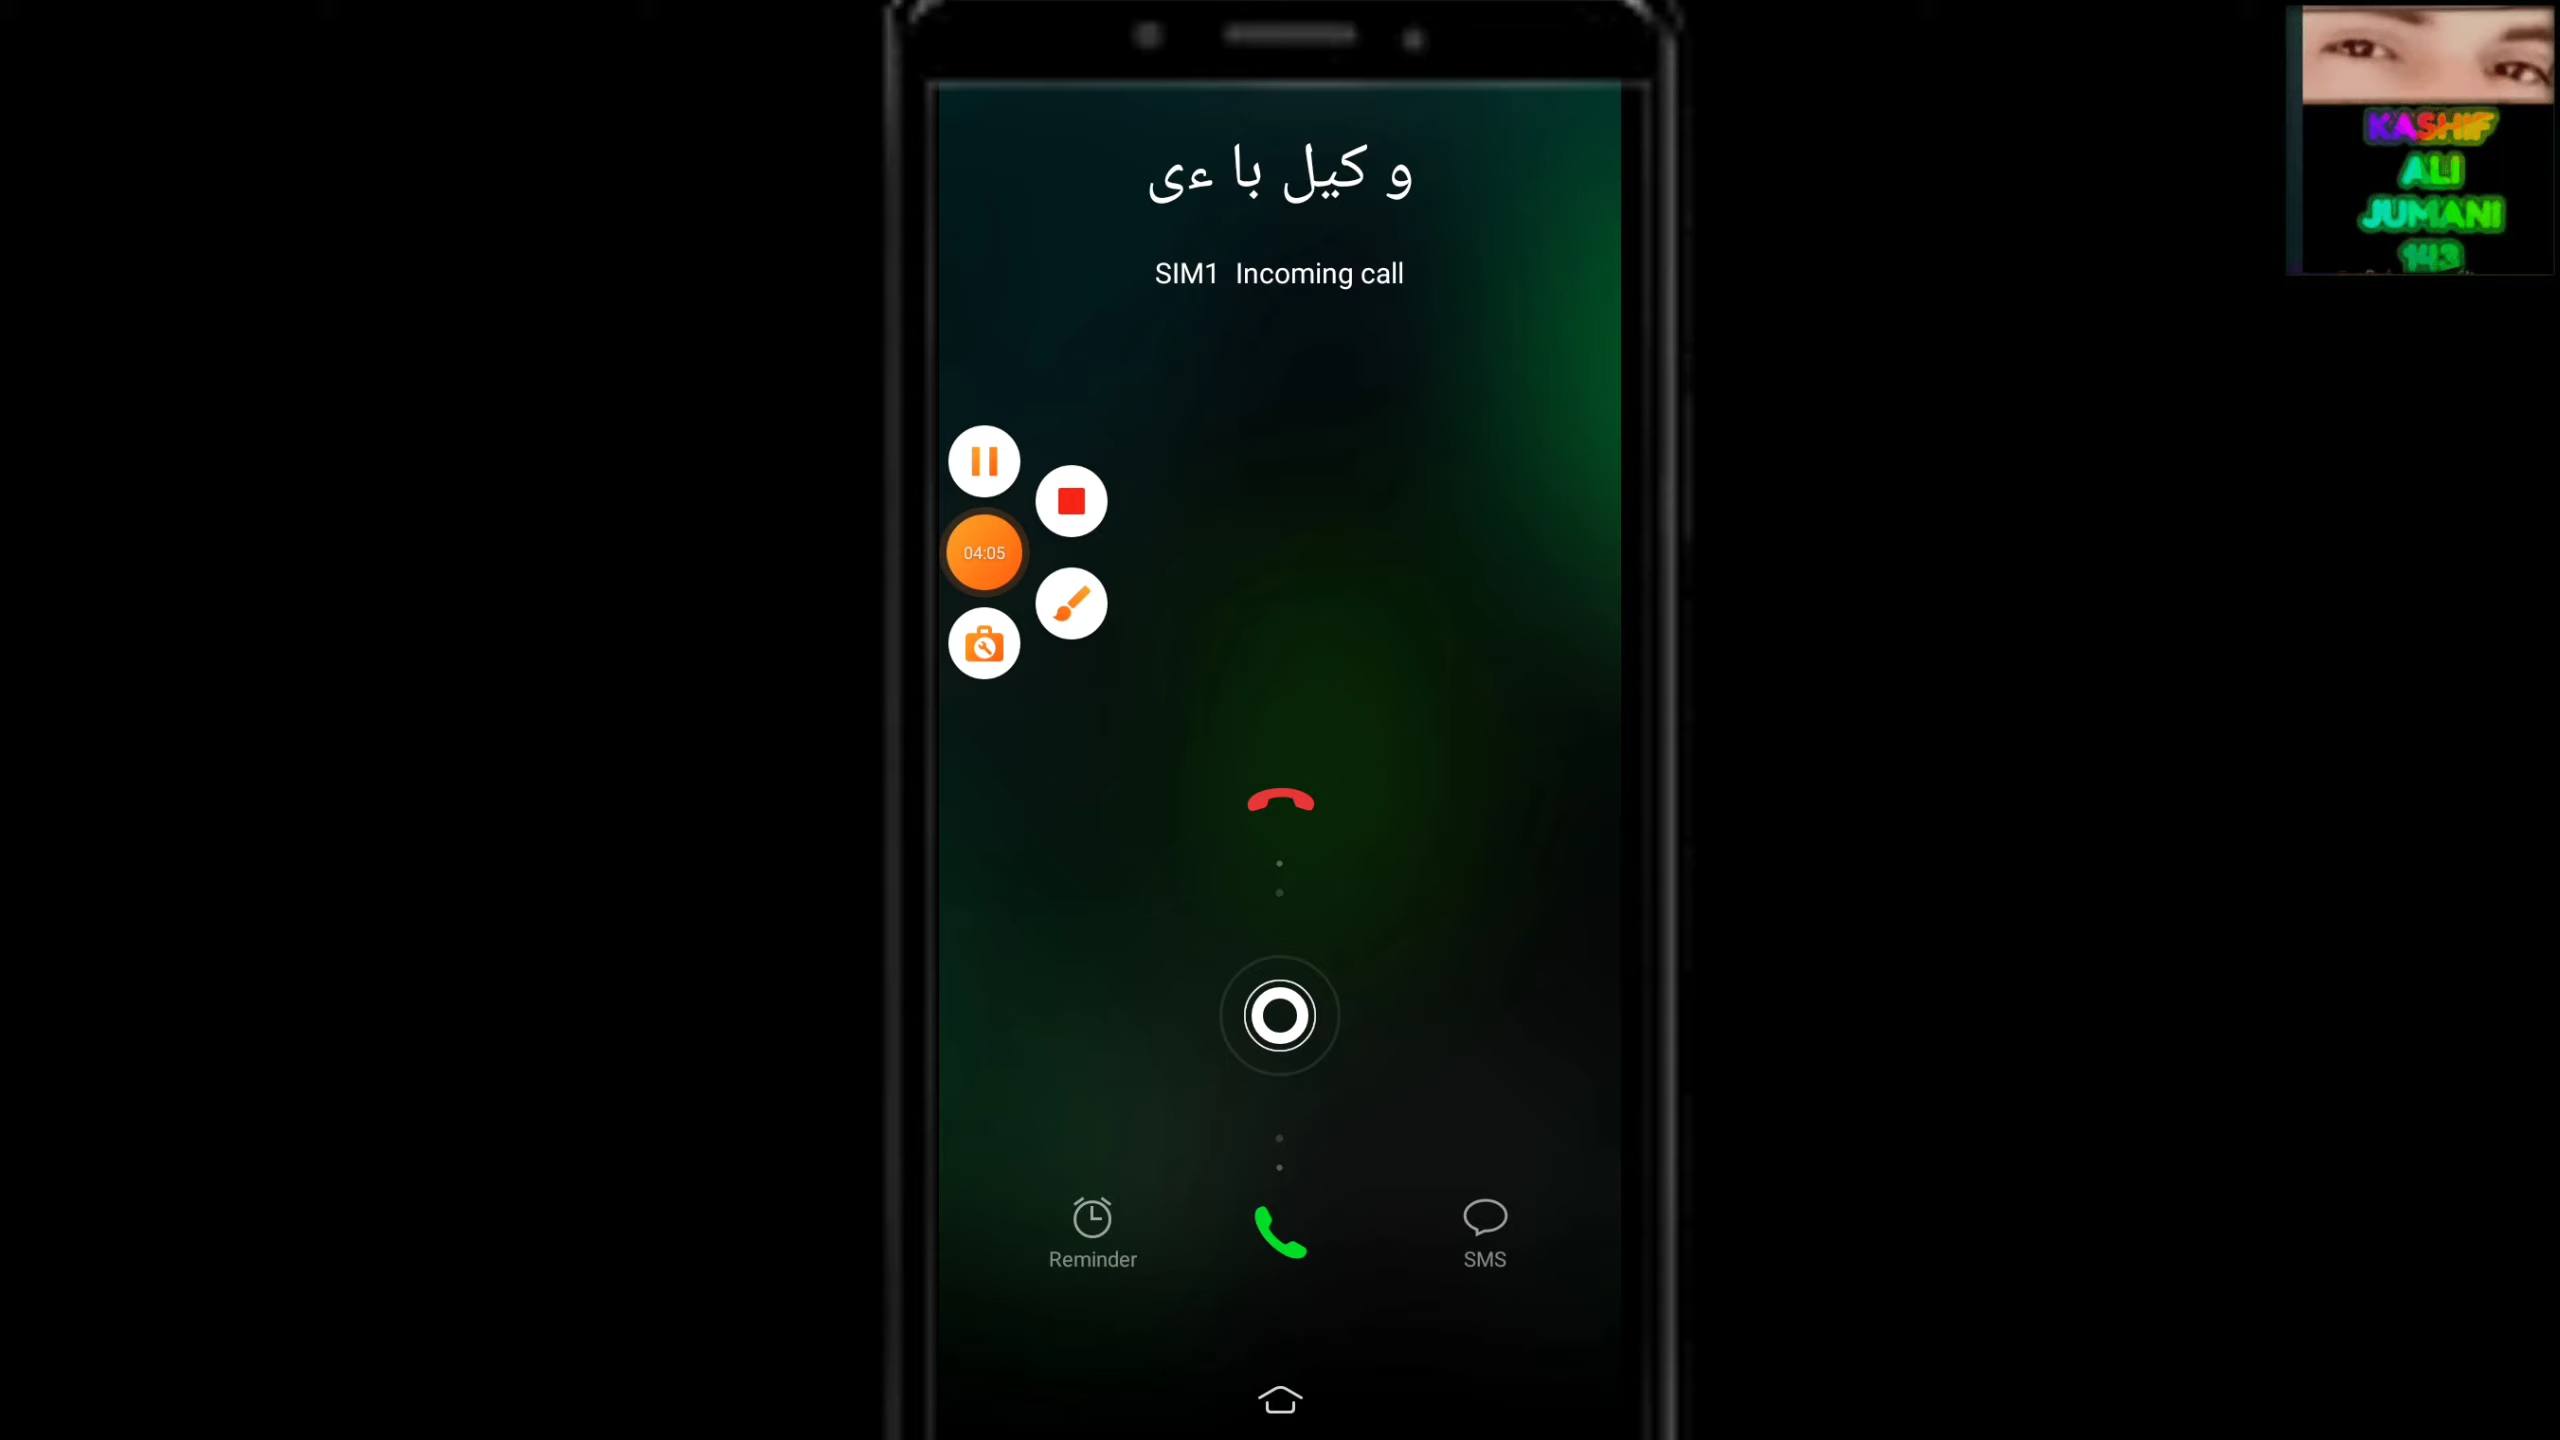 و کیل با ءی
SIM1 Incoming call
04:05
Reminder
SMS
KASHIF
ALI
JUMANI
143